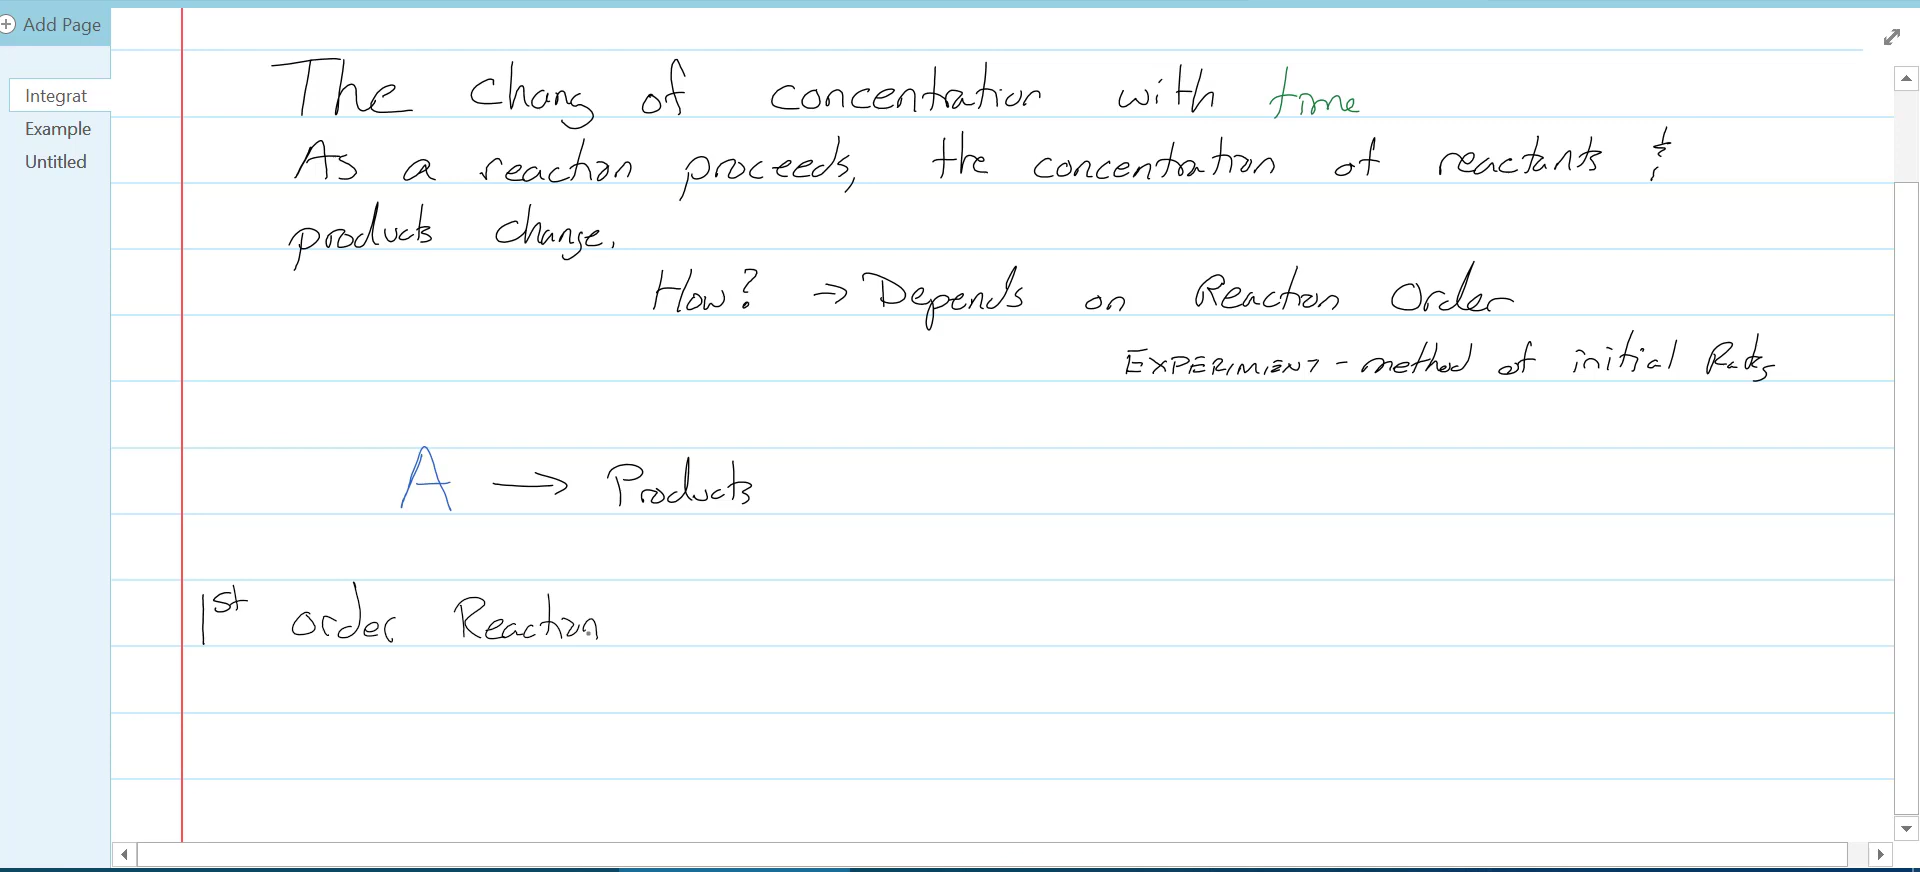 Add Page
Integrat
Example
Untitled
The chang of concentration with time
As a reaction proceeds, the concentration of reactants &
products change.
How? → Depends on Reaction Order
EXPERIMENT - method of initial Rates
A → Products
1st order Reaction